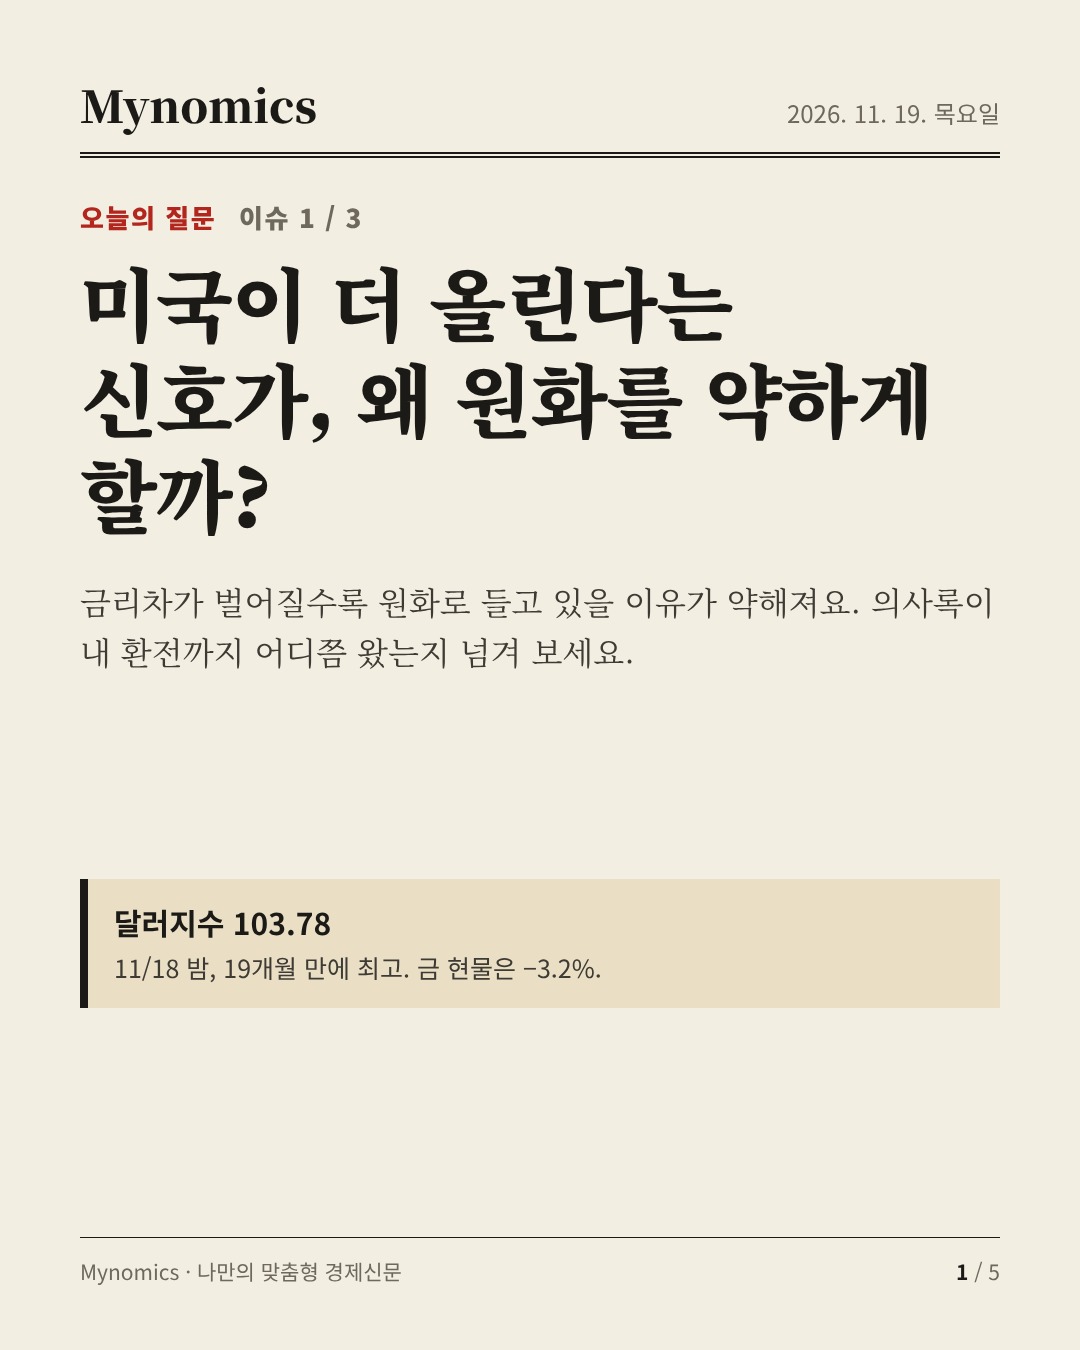 Mynomics
2026. 11. 19. 목요일
오늘의 질문 이슈 1 / 3
미국이 더 올린다는
신호가, 왜 원화를 약하게
할까?
금리차가 벌어질수록 원화로 들고 있을 이유가 약해져요. 의사록이
내 환전까지 어디쯤 왔는지 넘겨 보세요.
달러지수 103.78
11/18 밤, 19개월 만에 최고. 금 현물은 −3.2%.
Mynomics · 나만의 맞춤형 경제신문
1 / 5